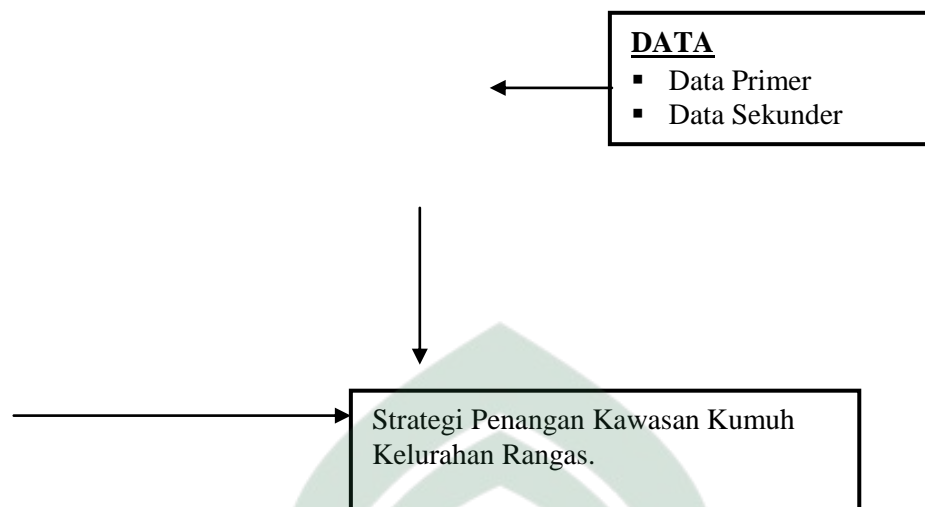 DATA
▪ Data Primer
▪ Data Sekunder
Strategi Penangan Kawasan Kumuh
Kelurahan Rangas.